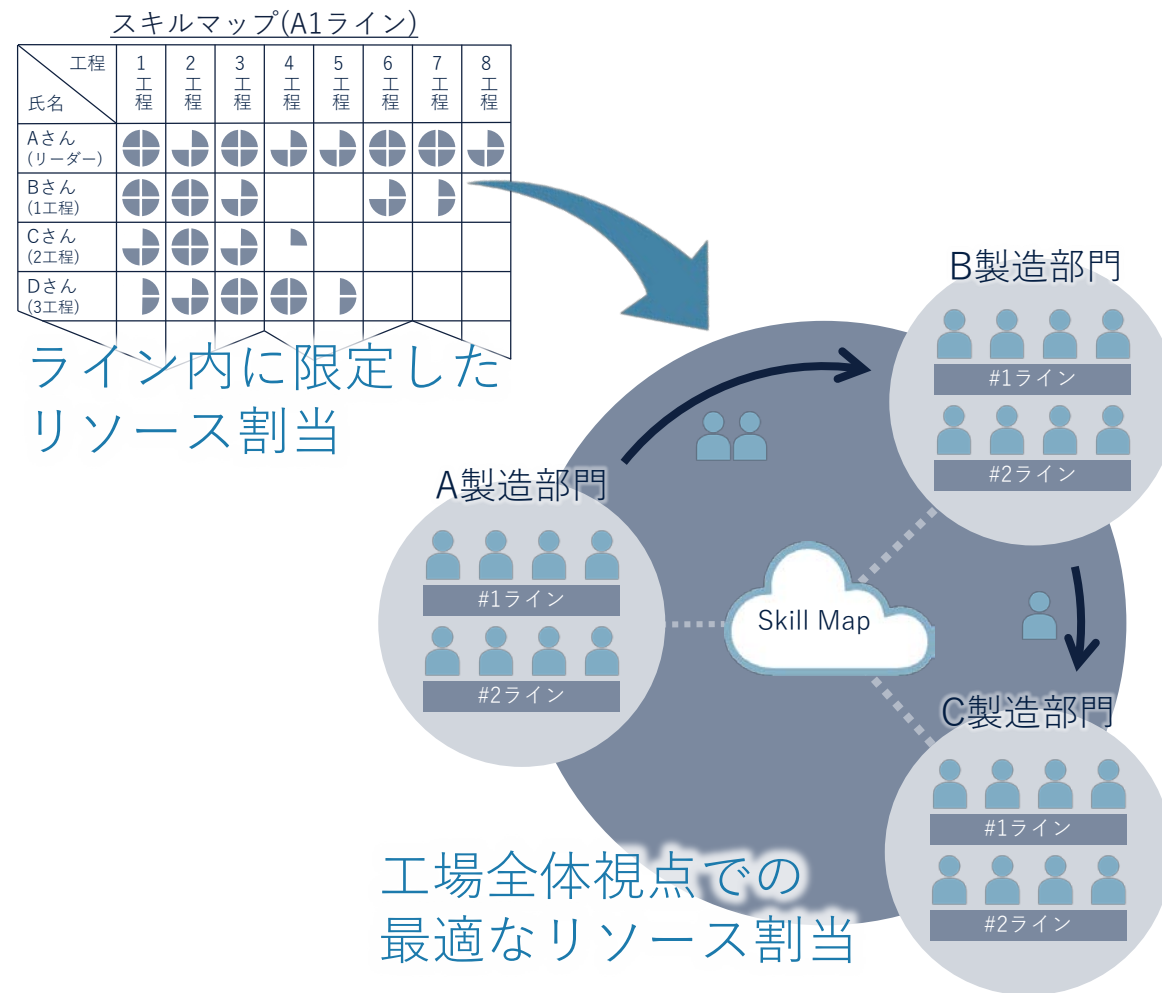 スキルマップ(A1ライン)
工程
氏名
1工程
2工程
3工程
4工程
5工程
6工程
7工程
8工程
Aさん
(リーダー)
Bさん
(1工程)
Cさん
(2工程)
Dさん
(3工程)
ライン内に限定した
リソース割当
B製造部門
#1ライン
#2ライン
A製造部門
#1ライン
#2ライン
Skill Map
C製造部門
#1ライン
#2ライン
工場全体視点での
最適なリソース割当